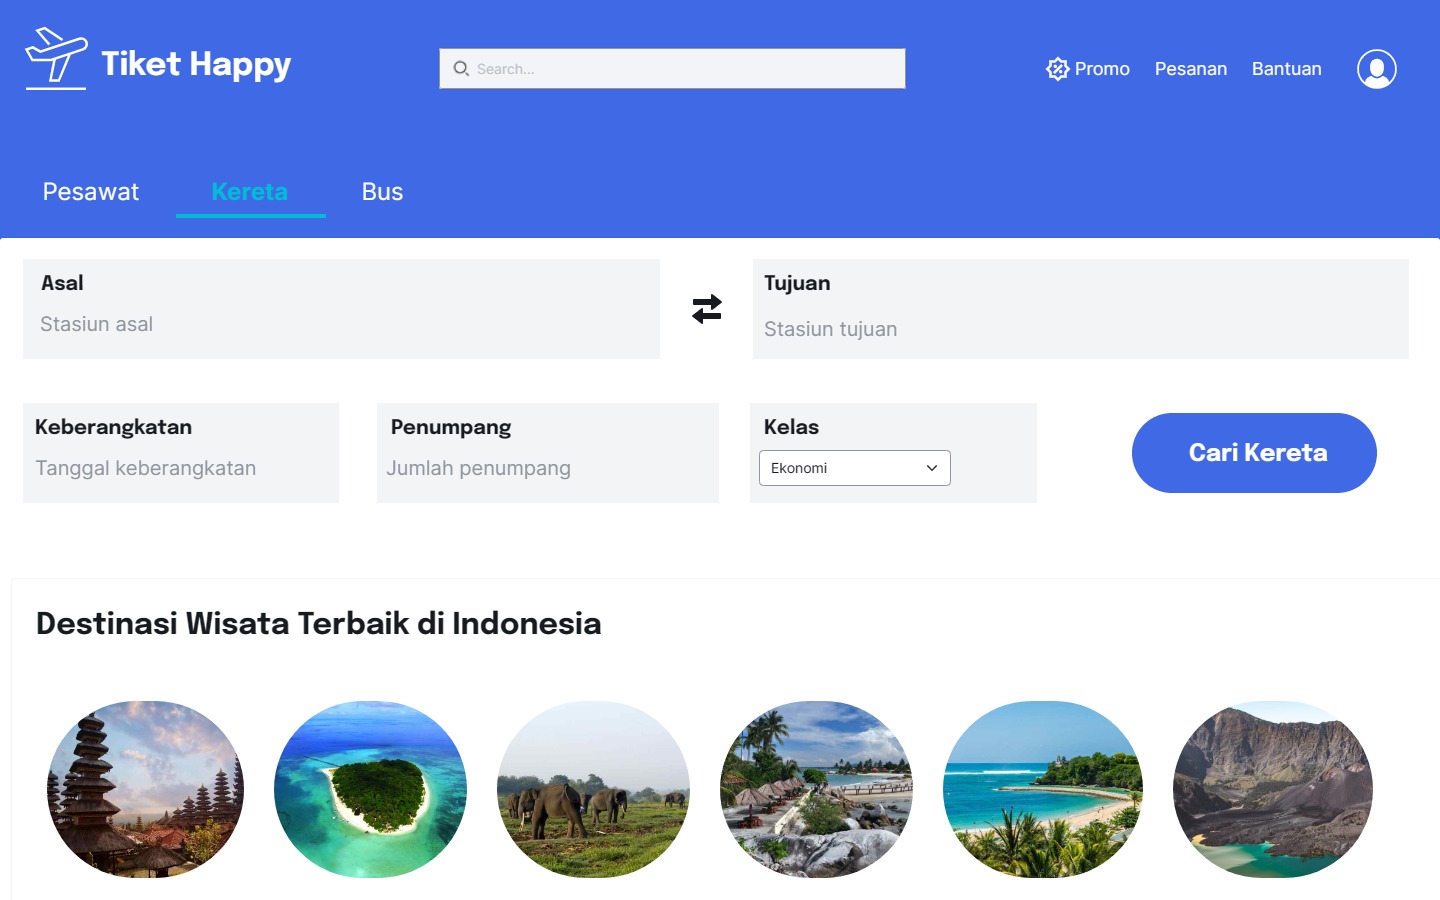 Tiket Happy
Search...
Promo
Pesanan
Bantuan
Pesawat
Kereta
Bus
Asal
Stasiun asal
Tujuan
Stasiun tujuan
Keberangkatan
Tanggal keberangkatan
Penumpang
Jumlah penumpang
Kelas
Ekonomi
Cari Kereta
Destinasi Wisata Terbaik di Indonesia